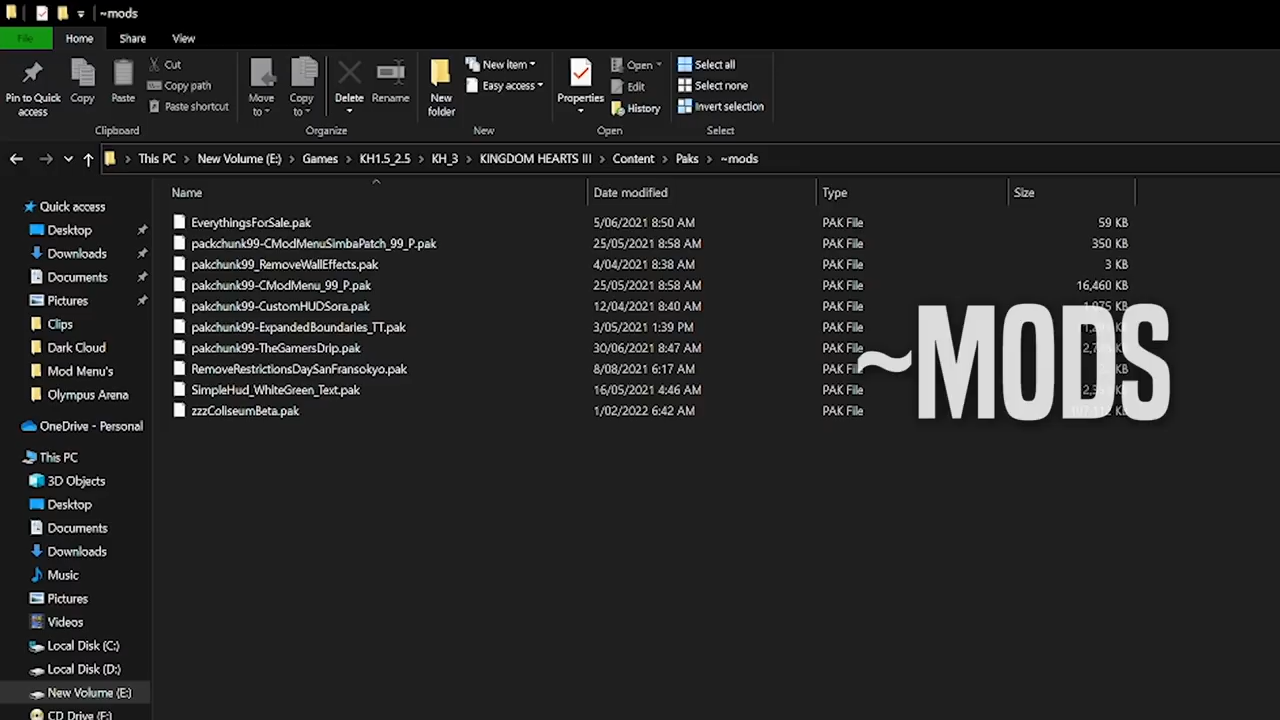 ~mods
File Home Share View
Pin to Quick access
Copy
Paste
Cut
Copy path
Paste shortcut
Clipboard
Move to
Copy to
Delete
Rename
Organize
New folder
New item
Easy access
New
Properties
Open
Edit
History
Open
Select all
Select none
Invert selection
Select
This PC > New Volume (E:) > Games > KH1.5_2.5 > KH_3 > KINGDOM HEARTS III > Content > Paks > ~mods
Name Date modified Type Size
EverythingsForSale.pak 5/06/2021 8:50 AM PAK File 59 KB
packchunk99-CModMenuSimbaPatch_99_P.pak 25/05/2021 8:58 AM PAK File 350 KB
pakchunk99_RemoveWallEffects.pak 4/04/2021 8:38 AM PAK File 3 KB
pakchunk99-CModMenu_99_P.pak 25/05/2021 8:58 AM PAK File 16,460 KB
pakchunk99-CustomHUDSora.pak 12/04/2021 8:40 AM PAK File 1,975 KB
pakchunk99-ExpandedBoundaries_TT.pak 3/05/2021 1:39 PM PAK File KB
pakchunk99-TheGamersDrip.pak 30/06/2021 8:47 AM PAK File KB
RemoveRestrictionsDaySanFransokyo.pak 8/08/2021 6:17 AM PAK File KB
SimpleHud_WhiteGreen_Text.pak 16/05/2021 4:46 AM PAK File KB
zzzColiseumBeta.pak 1/02/2022 6:42 AM PAK File KB
~MODS
Quick access
Desktop
Downloads
Documents
Pictures
Clips
Dark Cloud
Mod Menu's
Olympus Arena
OneDrive - Personal
This PC
3D Objects
Desktop
Documents
Downloads
Music
Pictures
Videos
Local Disk (C:)
Local Disk (D:)
New Volume (E:)
CD Drive (F:)